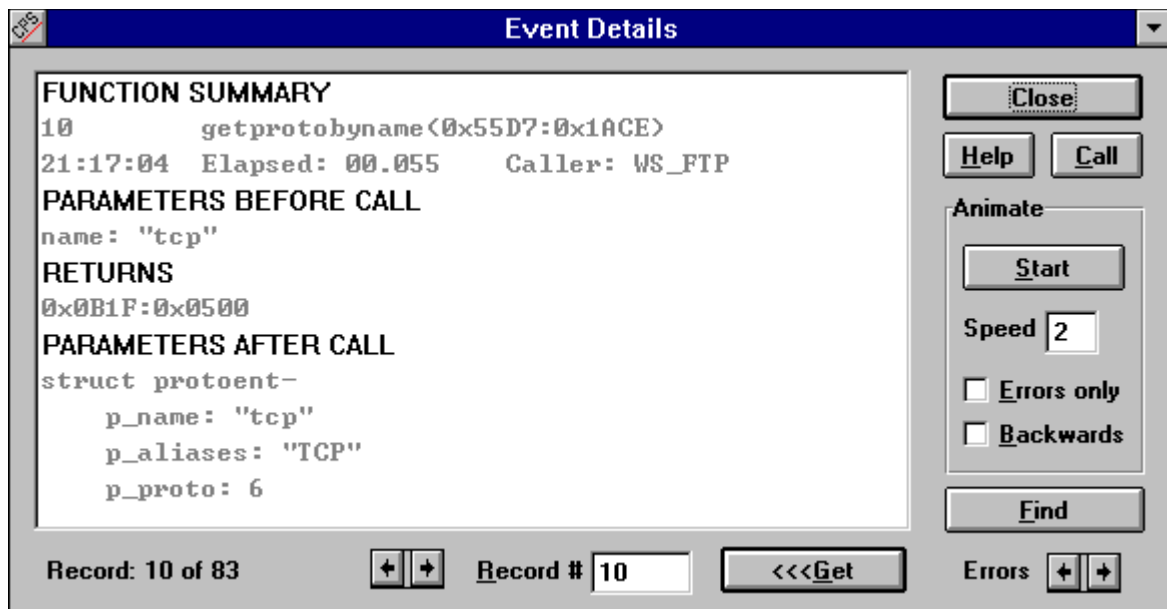 CPS
Event Details
FUNCTION SUMMARY
10 getprotobyname(0x55D7:0x1ACE)
21:17:04 Elapsed: 00.055 Caller: WS_FTP
PARAMETERS BEFORE CALL
name: "tcp"
RETURNS
0x0B1F:0x0500
PARAMETERS AFTER CALL
struct protoent-
p_name: "tcp"
p_aliases: "TCP"
p_proto: 6
Close
Help Call
Animate
Start
Speed 2
Errors only
Backwards
Find
Record: 10 of 83 Record # 10 <<<Get Errors